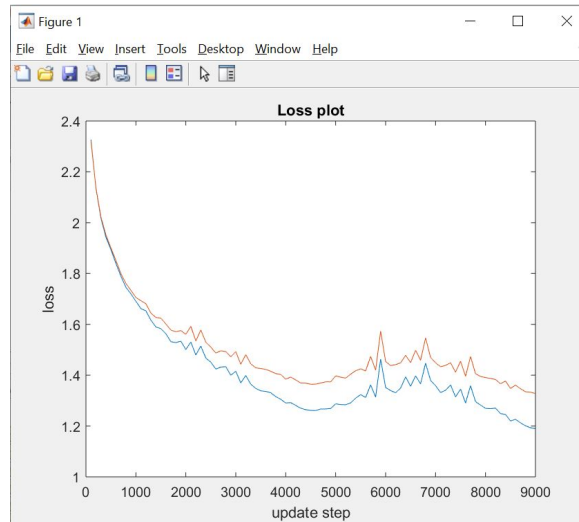 Figure 1
File Edit View Insert Tools Desktop Window Help
Loss plot
2.4
2.2
2
1.8
1.6
1.4
1.2
1
loss
0 1000 2000 3000 4000 5000 6000 7000 8000 9000
update step